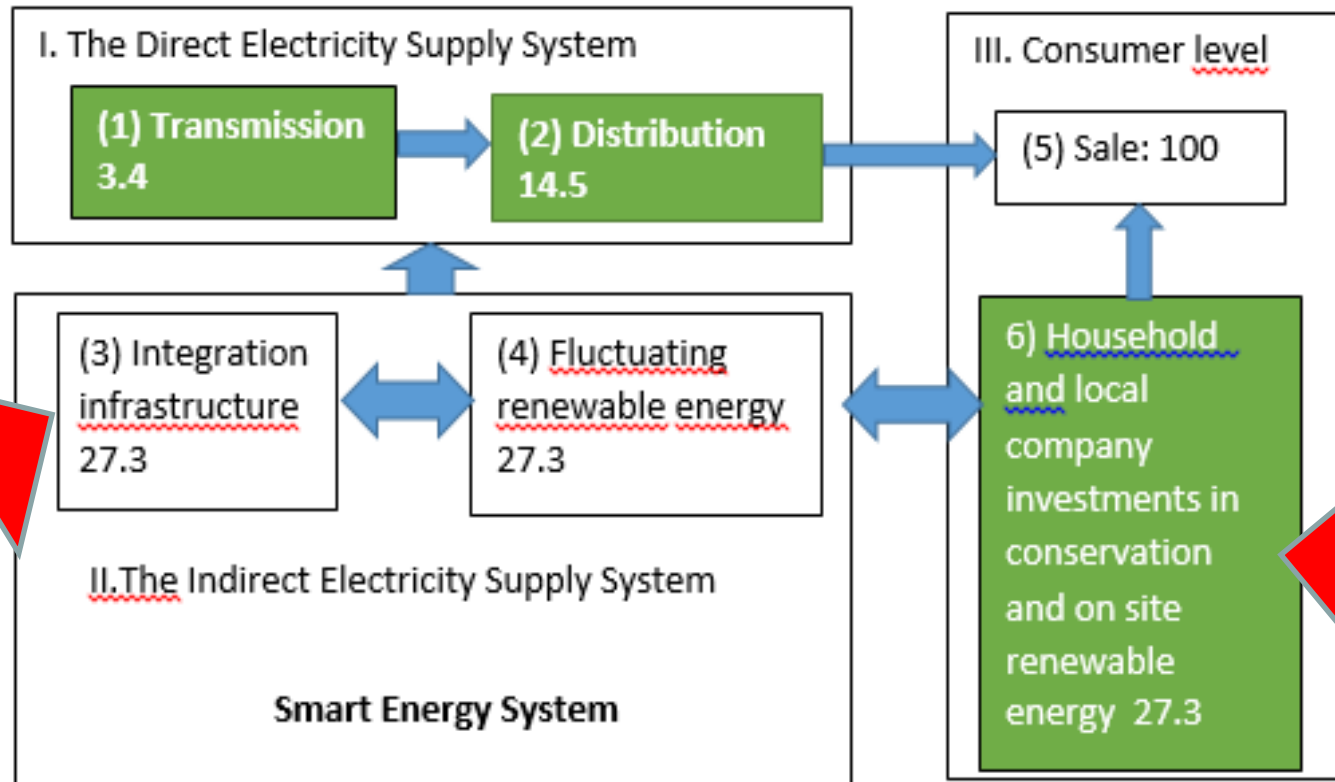 I. The Direct Electricity Supply System
(1) Transmission
3.4
(2) Distribution
14.5
III. Consumer level
(5) Sale: 100
(3) Integration
infrastructure
27.3
(4) Fluctuating
renewable energy
27.3
II.The Indirect Electricity Supply System
Smart Energy System
6) Household
and local
company
investments in
conservation
and on site
renewable
energy 27.3